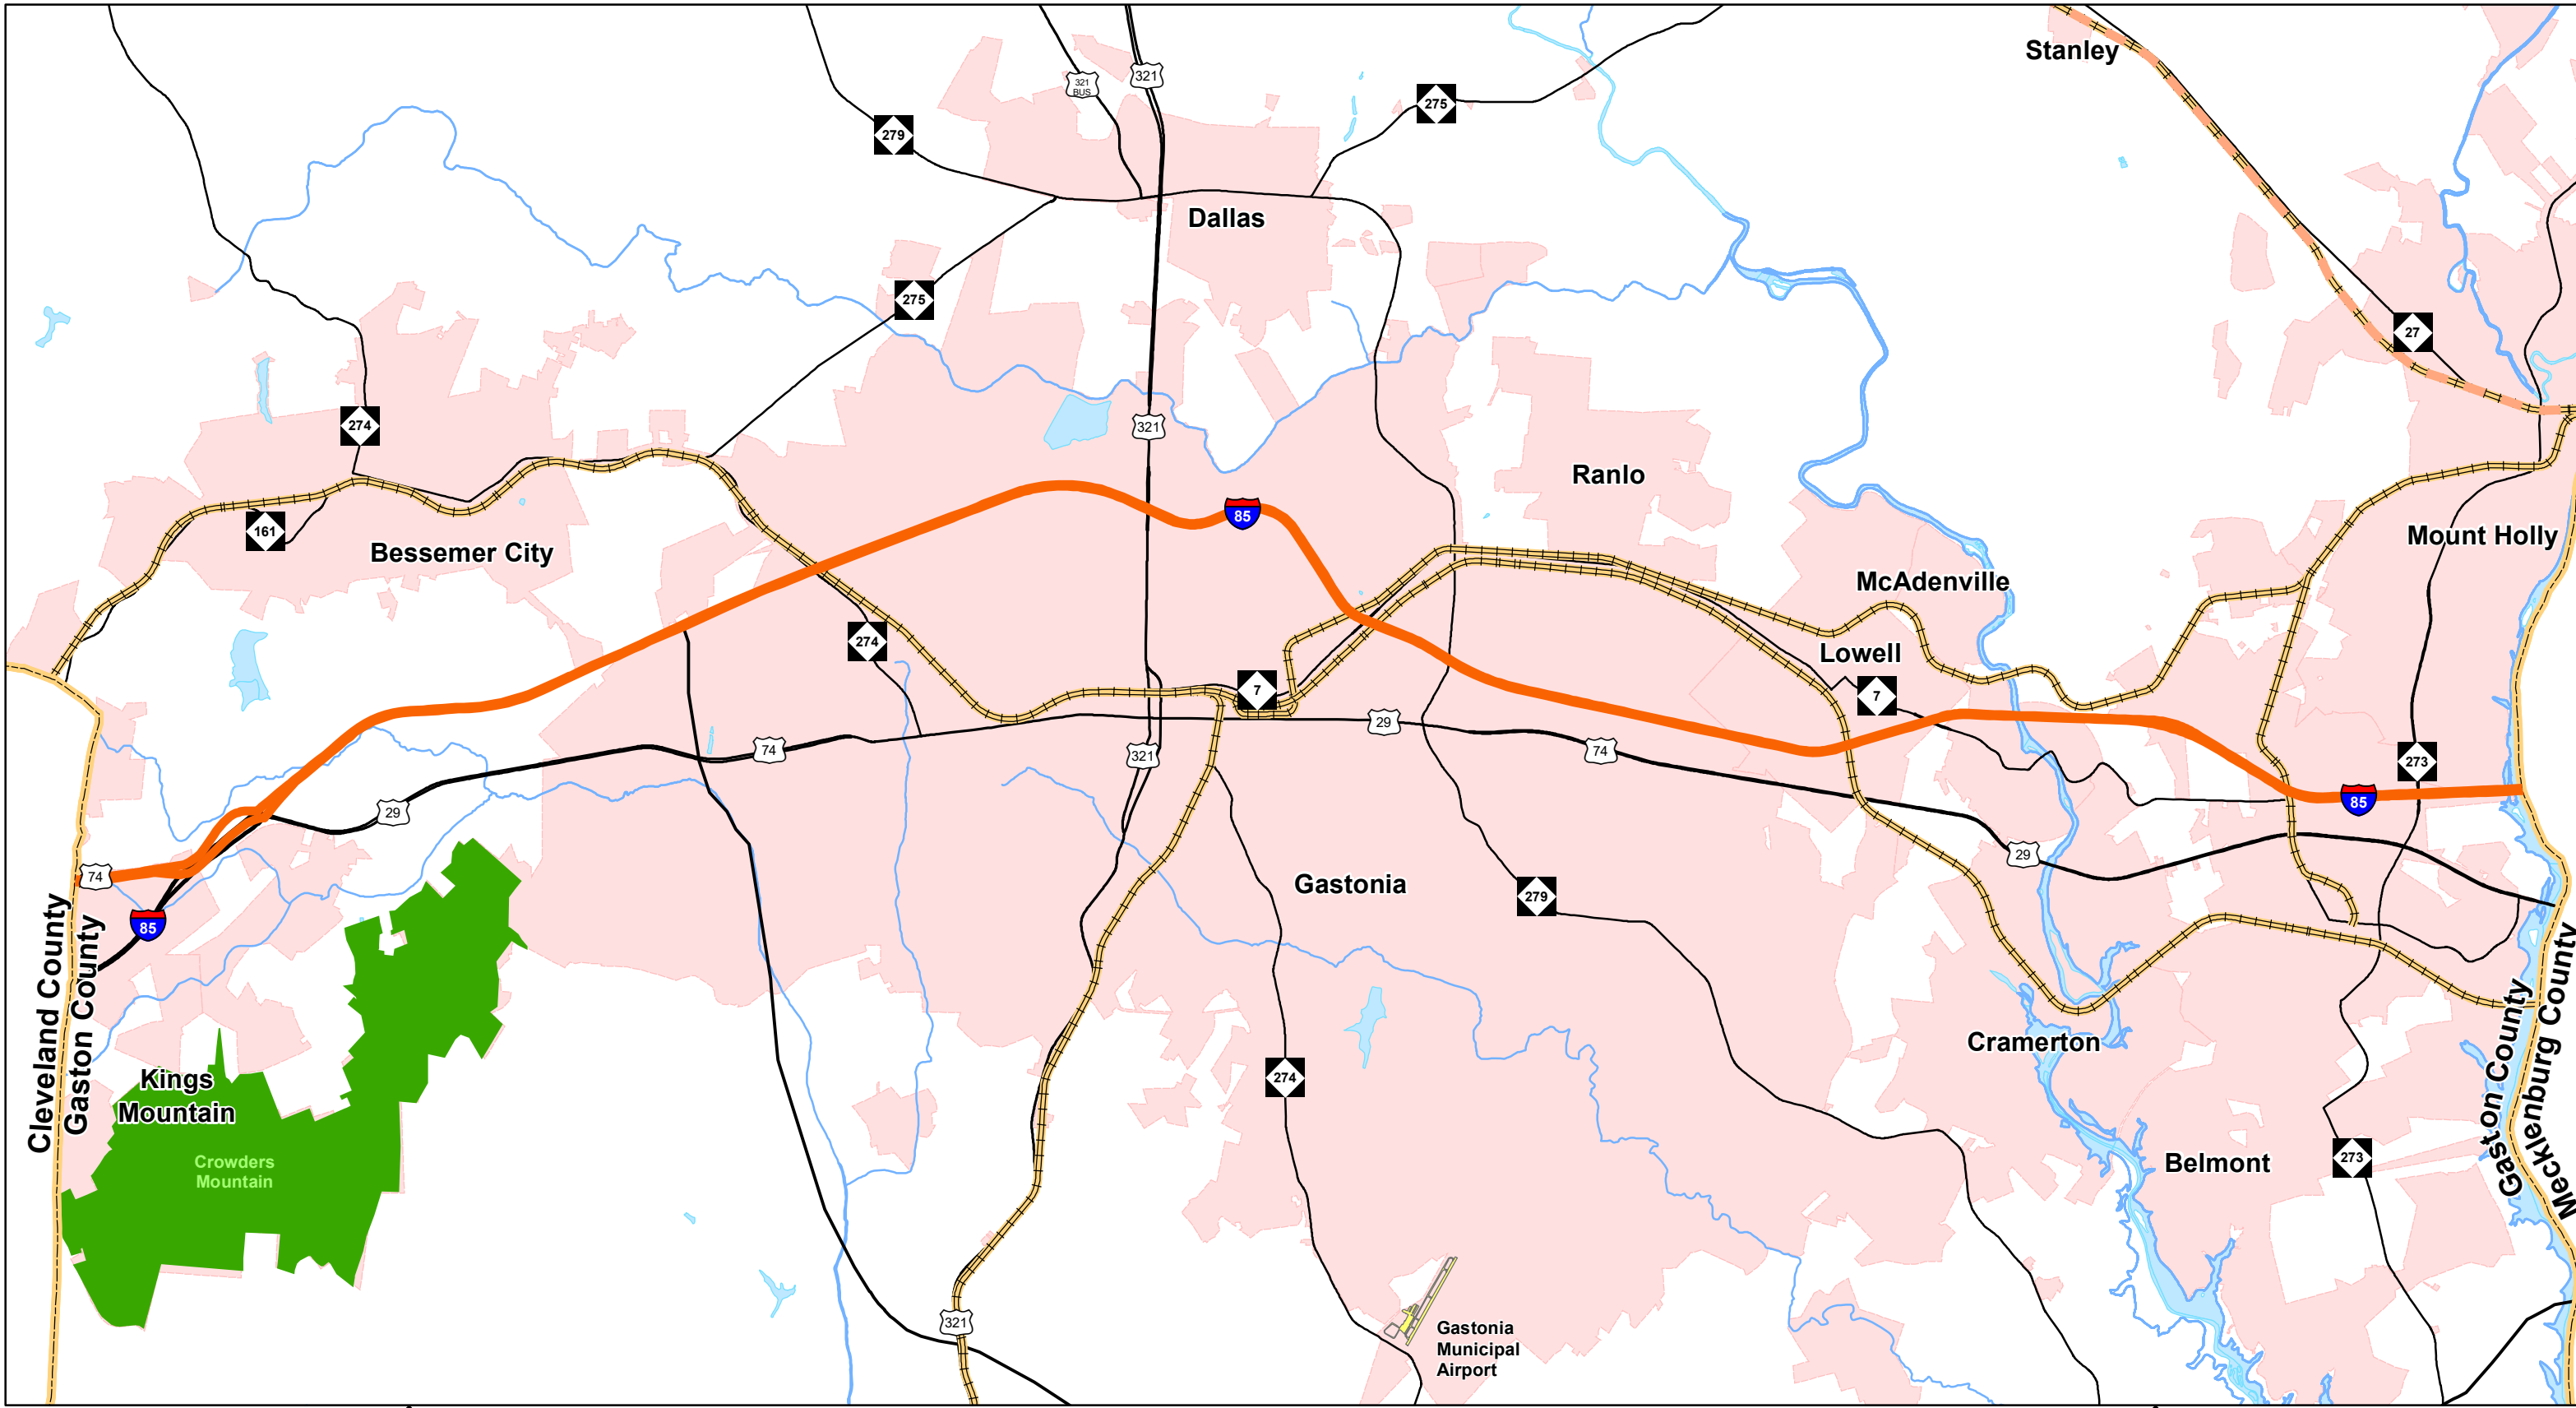 Stanley
321
321
BUS
275
279
Dallas
275
27
274
321
Ranlo
85
161
Mount Holly
Bessemer City
McAdenville
274
Lowell
7
7
29
74
74
321
273
85
29
29
74
Gastonia
279
85
Cleveland County
Gaston County
Gaston County
Mecklenburg County
Cramerton
274
Kings
Mountain
Crowders
Mountain
Belmont
273
321
Gastonia
Municipal
Airport